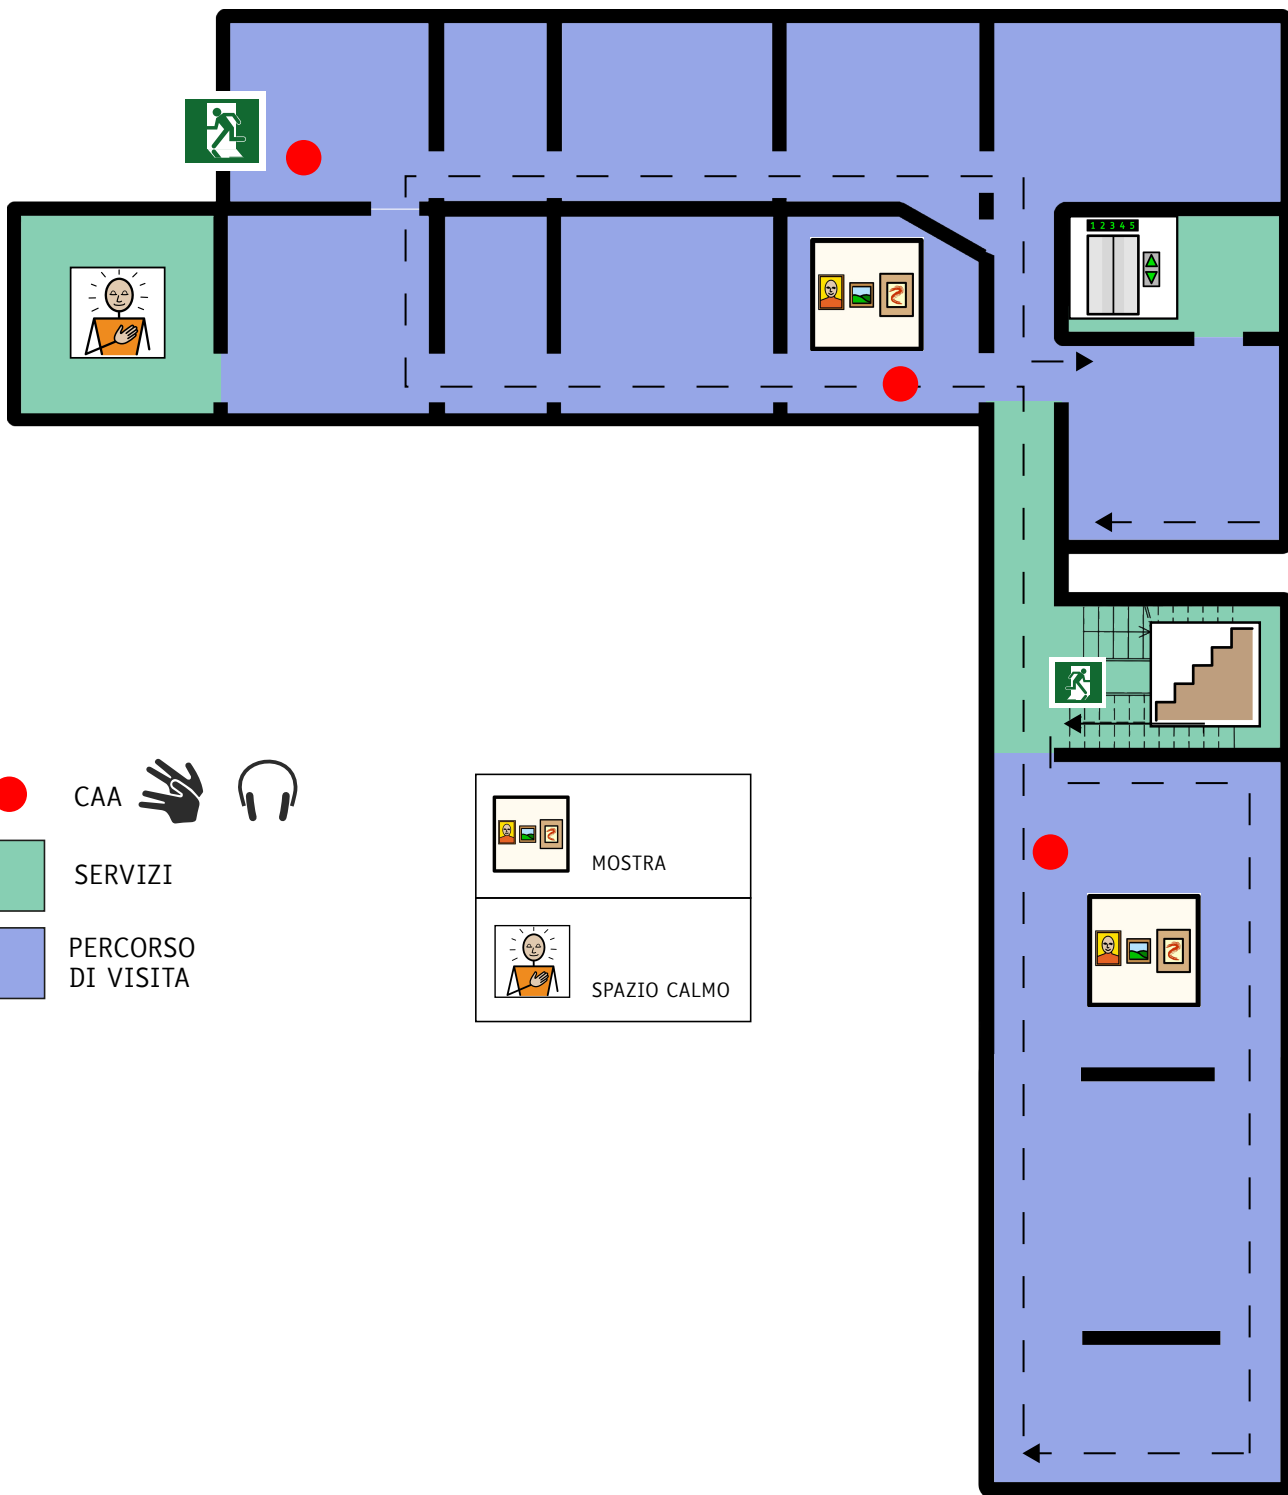 1 2 3 4 5
CAA
SERVIZI
PERCORSO
DI VISITA
MOSTRA
SPAZIO CALMO